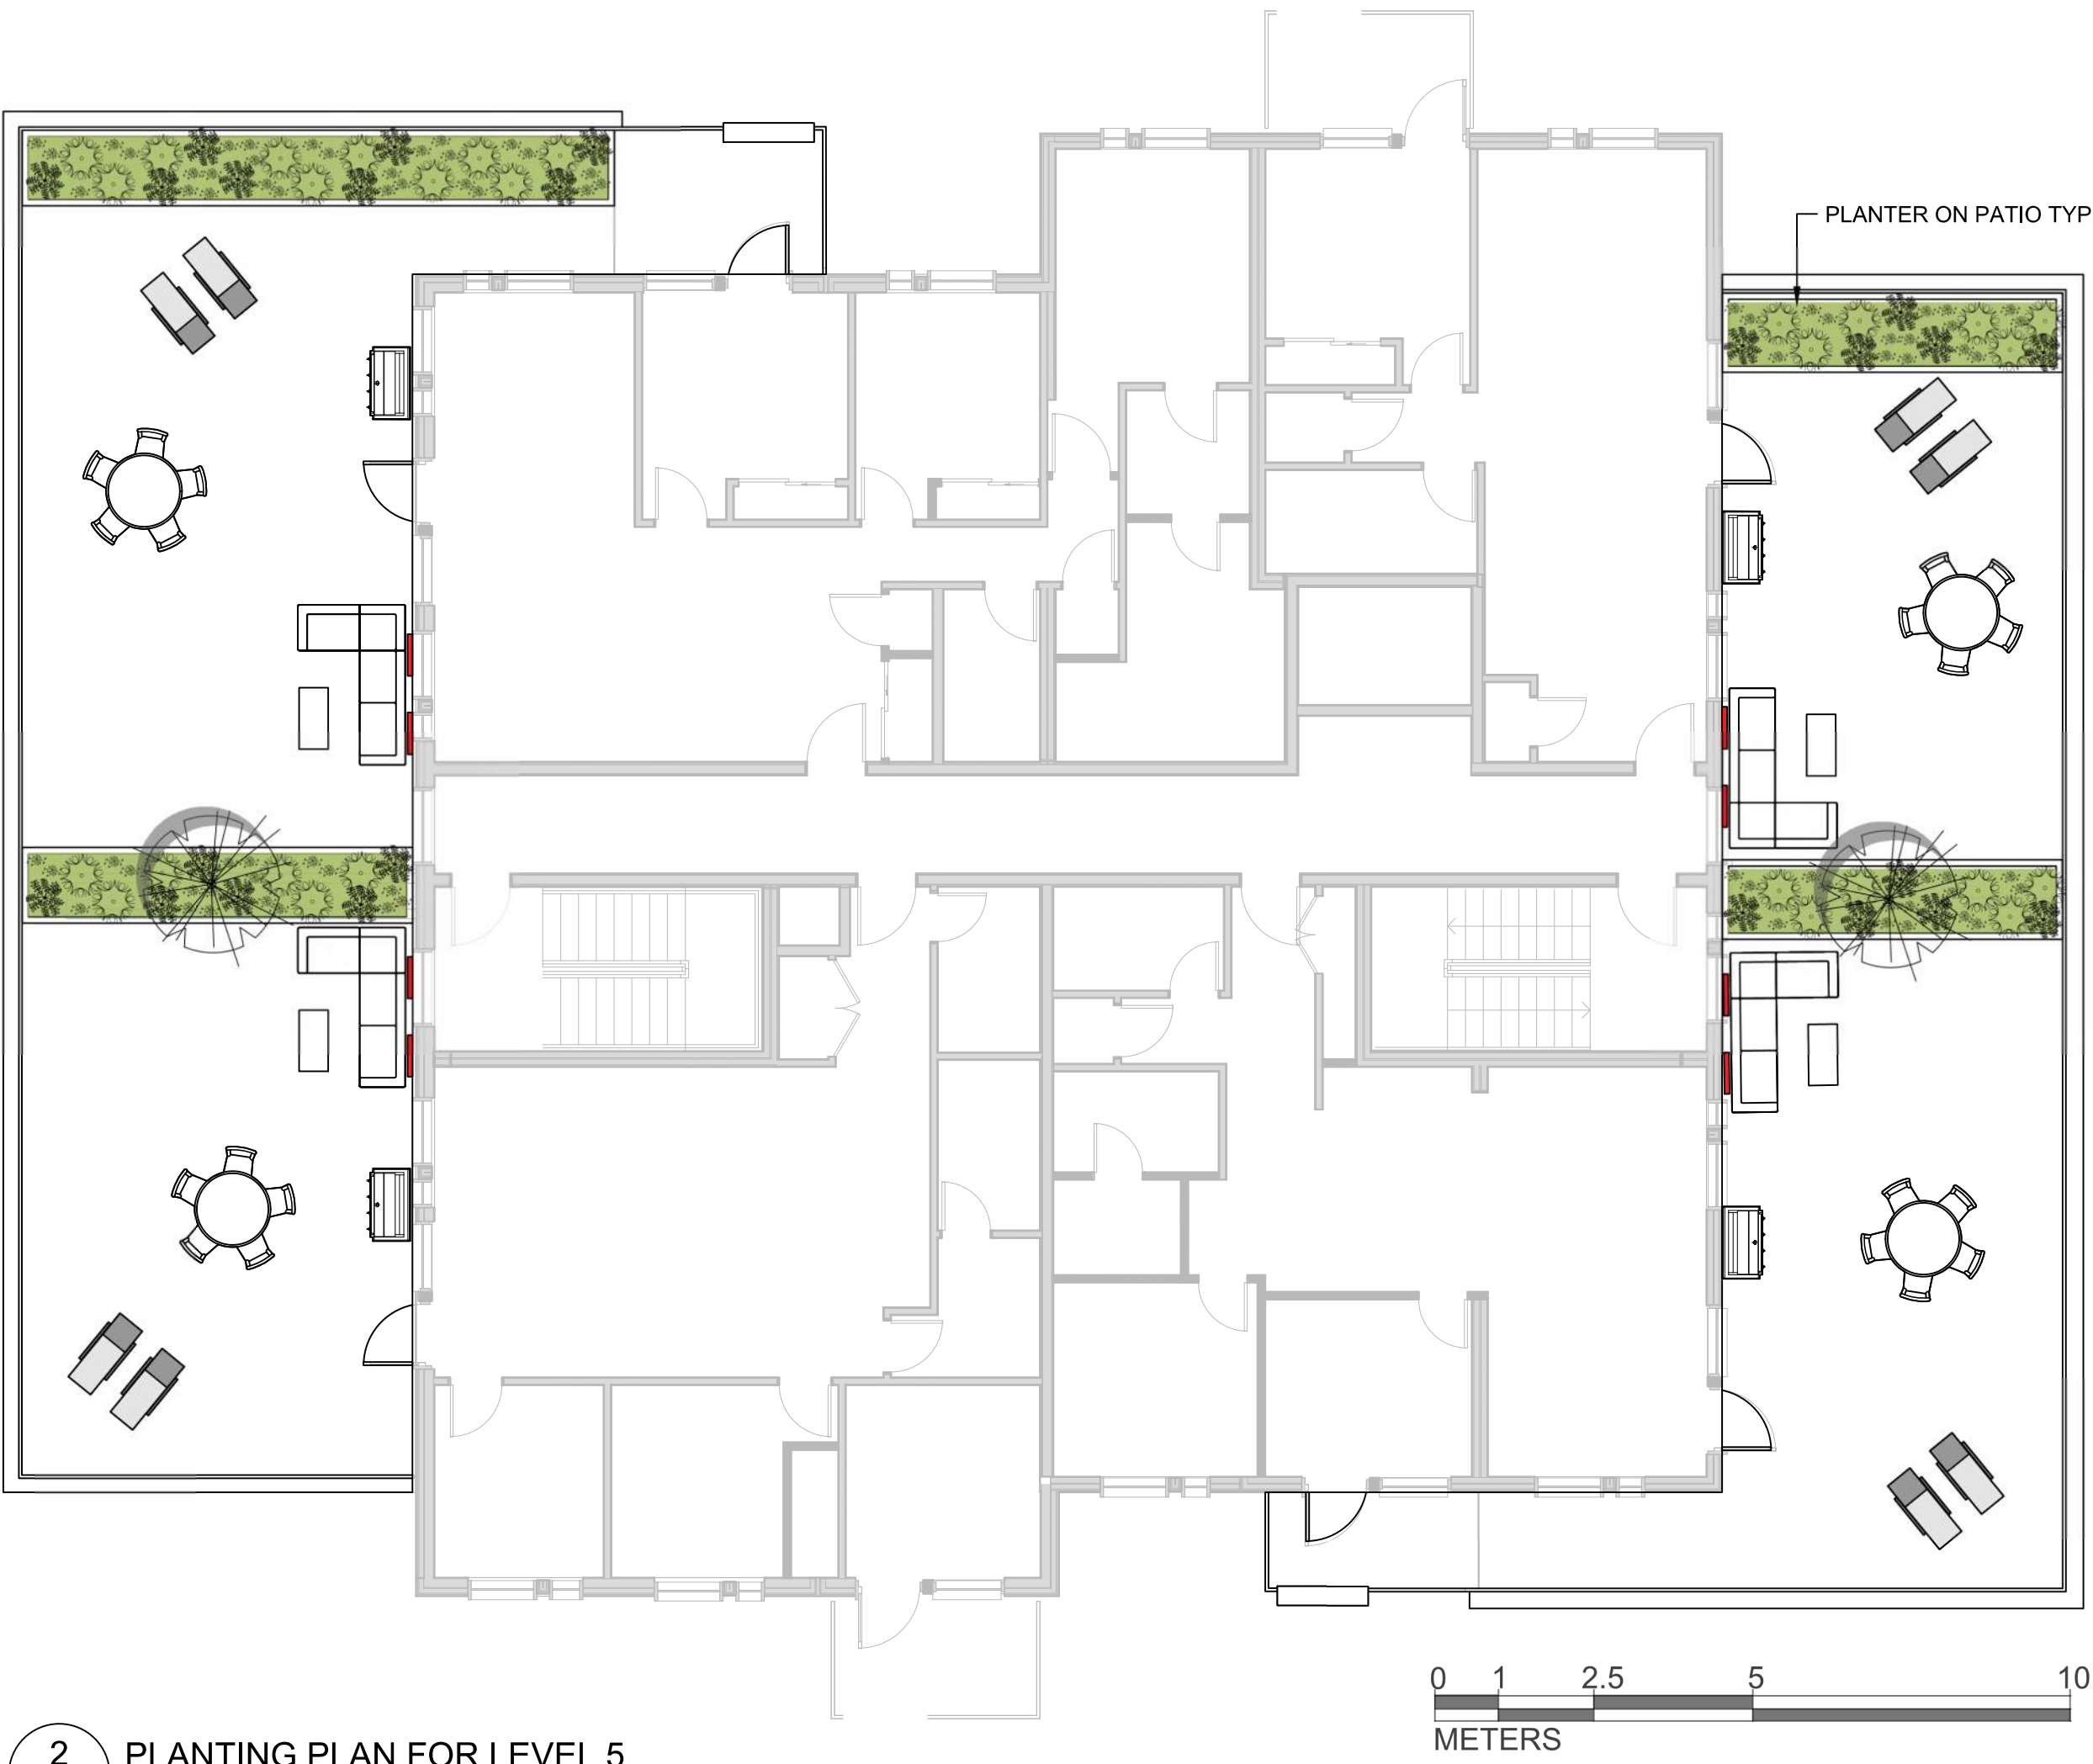 PLANTER ON PATIO TYP
0 1 2.5 5 10
METERS
2
PLANTING PLAN FOR LEVEL 5